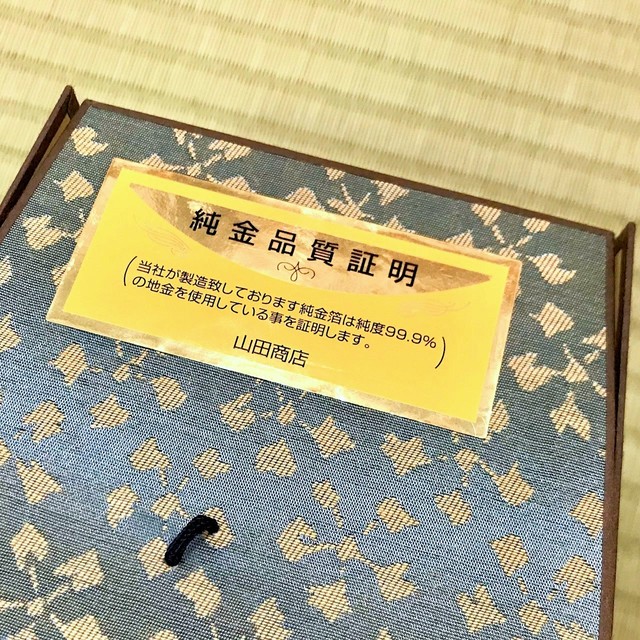 純金品質証明
(当社が製造致しております純金箔は純度99.9%
の地金を使用している事を証明します。)
山田商店